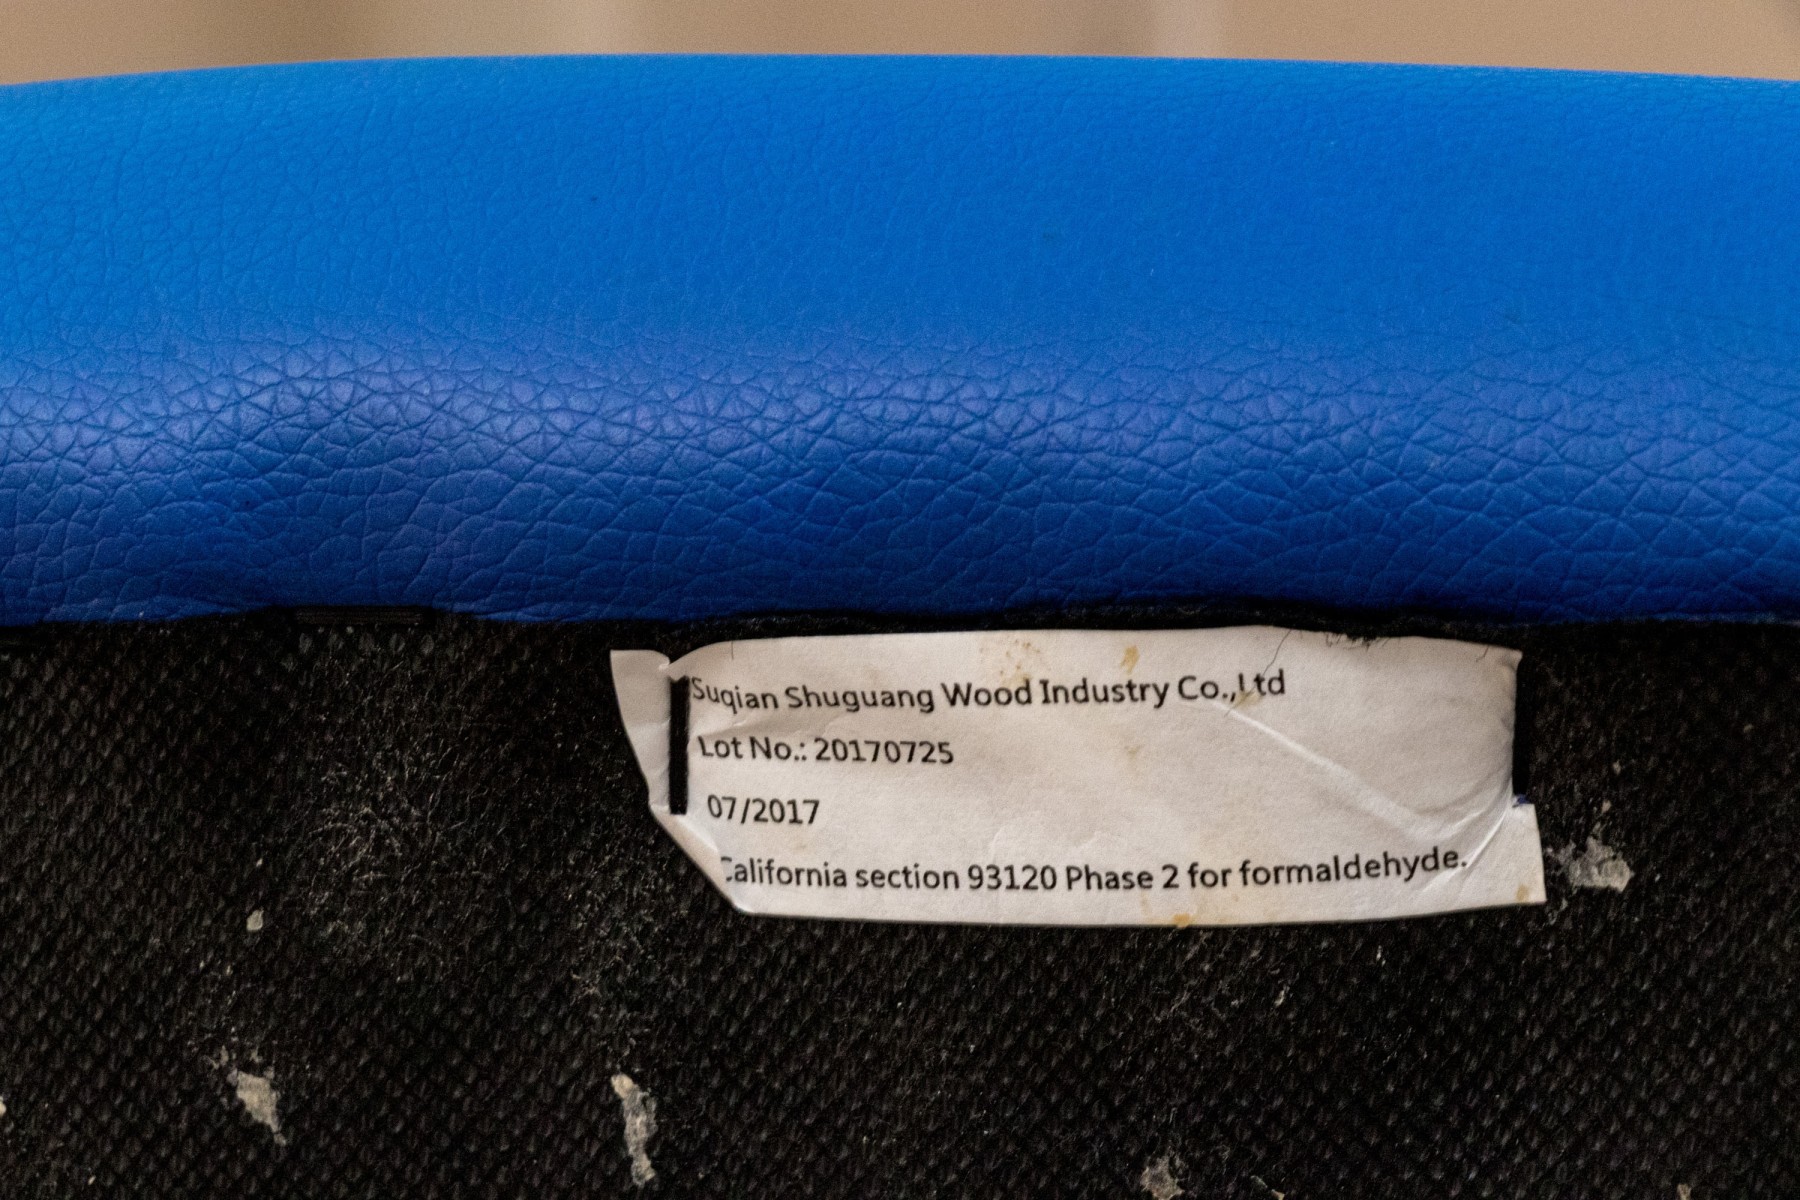 Suqian Shuguang Wood Industry Co.,Ltd
Lot No.: 20170725
07/2017
California section 93120 Phase 2 for formaldehyde.